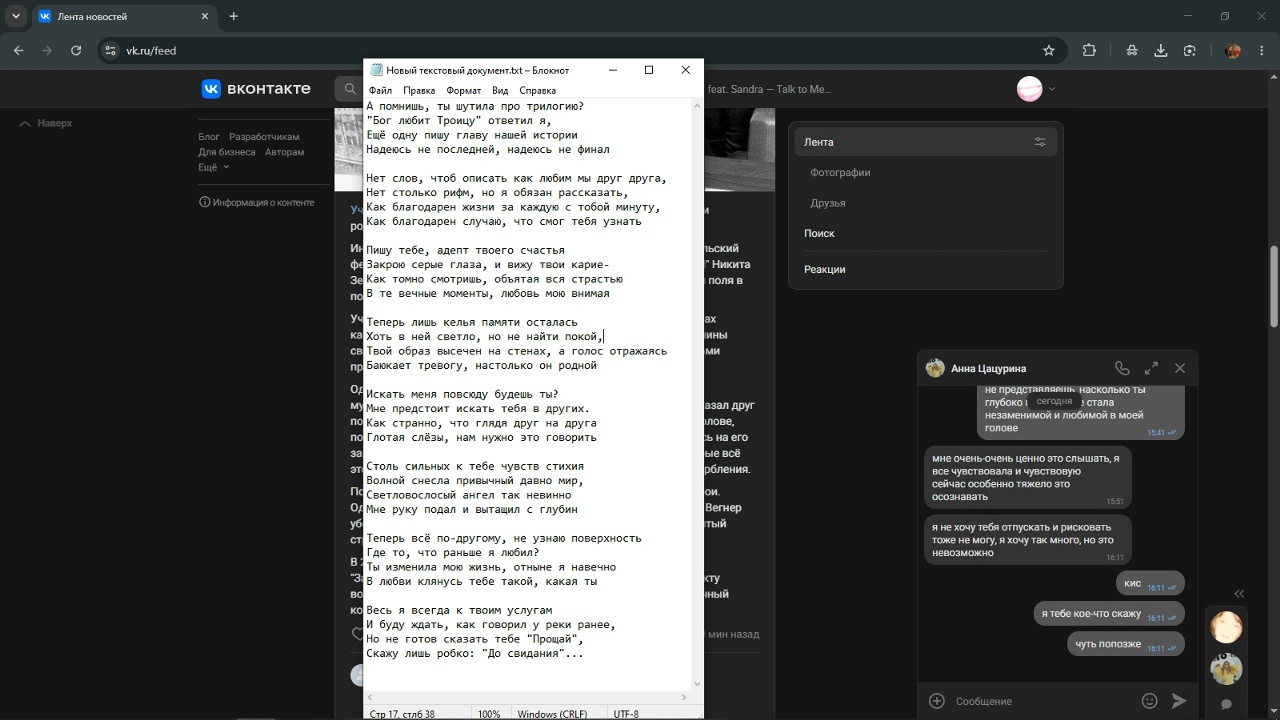 Лента новостей
vk.ru/feed
вконтакте
feat. Sandra — Talk to Me...
Наверх
Блог Разработчикам
Для бизнеса Авторам
Ещё
Информация о контенте
Новый текстовый документ.txt – Блокнот
Файл Правка Формат Вид Справка
А помнишь, ты шутила про трилогию?
"Бог любит Троицу" ответил я,
Ещё одну пишу главу нашей истории
Надеюсь не последней, надеюсь не финал
Нет слов, чтоб описать как любим мы друг друга,
Нет столько рифм, но я обязан рассказать,
Как благодарен жизни за каждую с тобой минуту,
Как благодарен случаю, что смог тебя узнать
Пишу тебе, адепт твоего счастья
Закрою серые глаза, и вижу твои карие-
Как томно смотришь, объятая вся страстью
В те вечные моменты, любовь мою внимая
Теперь лишь келья памяти осталась
Хоть в ней светло, но не найти покой,
Твой образ высечен на стенах, а голос отражаясь
Баюкает тревогу, настолько он родной
Искать меня повсюду будешь ты?
Мне предстоит искать тебя в других.
Как странно, что глядя друг на друга
Глотая слёзы, нам нужно это говорить
Столь сильных к тебе чувств стихия
Волной снесла привычный давно мир,
Световослосый ангел так невинно
Мне руку подал и вытащил с глубин
Теперь всё по-другому, не узнаю поверхность
Где то, что раньше я любил?
Ты изменила мою жизнь, отныне я навечно
В любви клянусь тебе такой, какая ты
Весь я всегда к твоим услугам
И буду ждать, как говорил у реки ранее,
Но не готов сказать тебе "Прощай",
Скажу лишь робко: "До свидания"...
Стр 17, стлб 38 100% Windows (CRLF) UTF-8
Никита
поля в
Вегнер
мин назад
Лента
Фотографии
Друзья
Поиск
Реакции
Анна Цацурина
не представляешь, насколько ты
глубоко
сегодня
стала
незаменимой и любимой в моей
голове
15:41
мне очень-очень ценно это слышать, я
все чувствовала и чувствовую
сейчас особенно тяжело это
осознавать
15:51
я не хочу тебя отпускать и рисковать
тоже не могу, я хочу так много, но это
невозможно
16:11
кис 16:11
я тебе кое-что скажу 16:11
чуть попозже 16:11
Сообщение